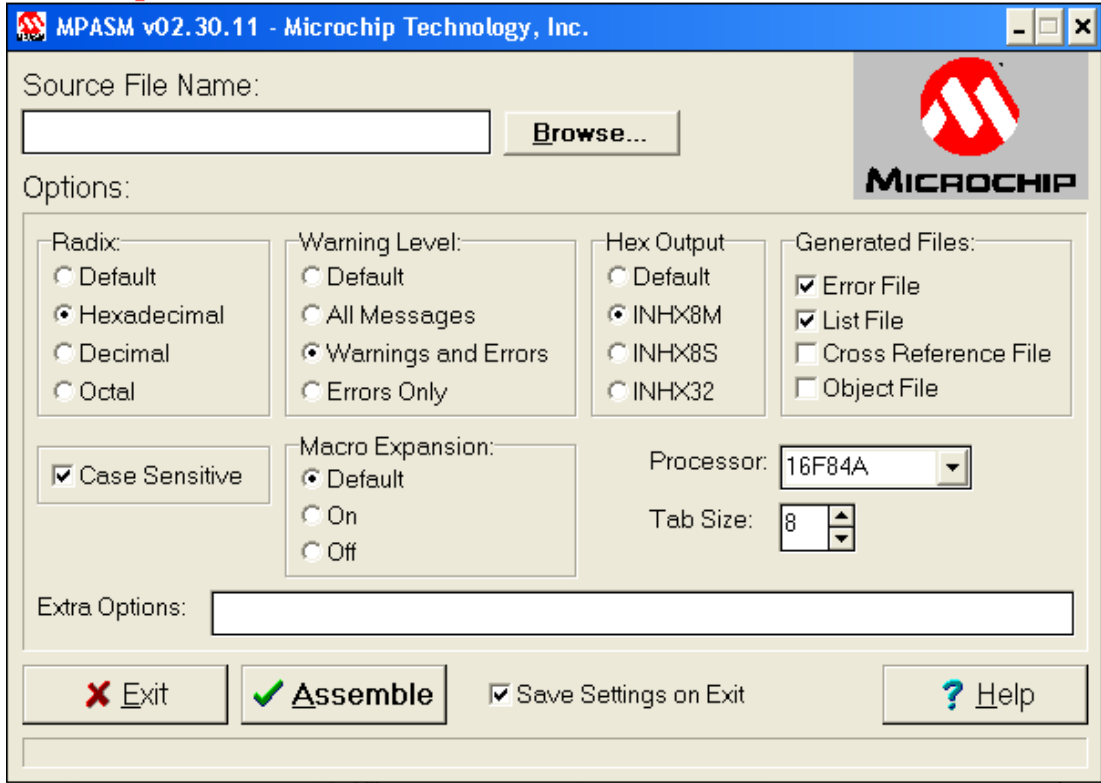 MPASM v02.30.11 - Microchip Technology, Inc.
Source File Name:
Browse...
MICROCHIP
Options:
Radix:
Default
Hexadecimal
Decimal
Octal
Warning Level:
Default
All Messages
Warnings and Errors
Errors Only
Hex Output
Default
INHX8M
INHX8S
INHX32
Generated Files:
Error File
List File
Cross Reference File
Object File
Case Sensitive
Macro Expansion:
Default
On
Off
Processor: 16F84A
Tab Size: 8
Extra Options:
Exit
Assemble
Save Settings on Exit
? Help